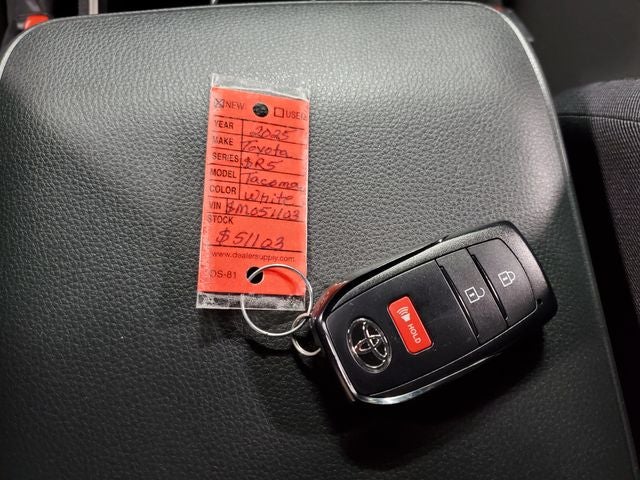 ☒ NEW ☐ USED
YEAR 2025
MAKE Toyota
SERIES SR5
MODEL Tacoma
COLOR White
VIN SM051103
STOCK
$51103
www.dealersupply.com
DS-81
HOLD